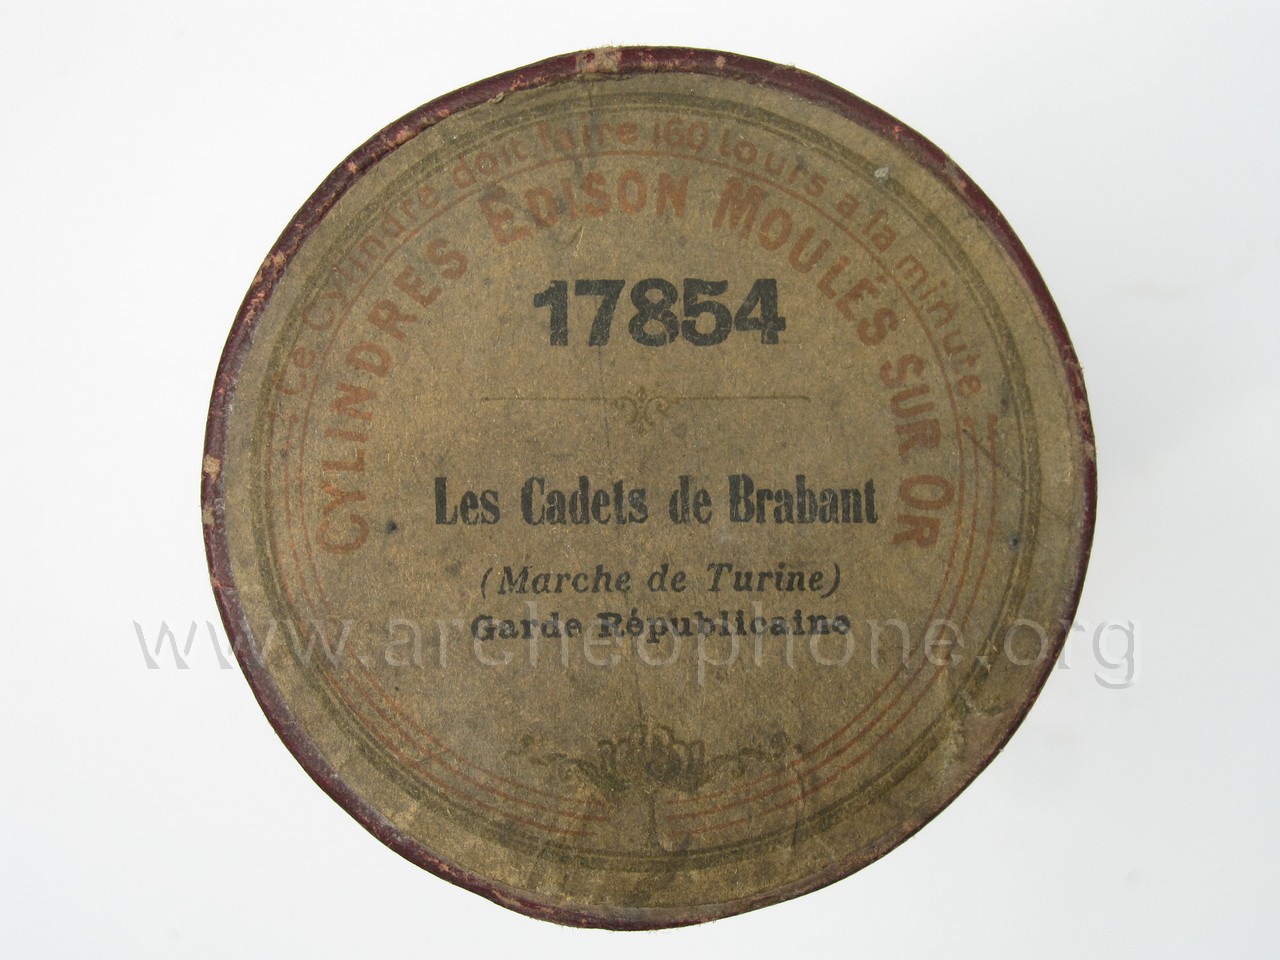 Ce Cylindre doit faire 160 tours à la minute
CYLINDRES EDISON MOULÉS SUR OR
17854
Les Cadets de Brabant
(Marche de Turine)
Garde Républicaine
www.archeophone.org